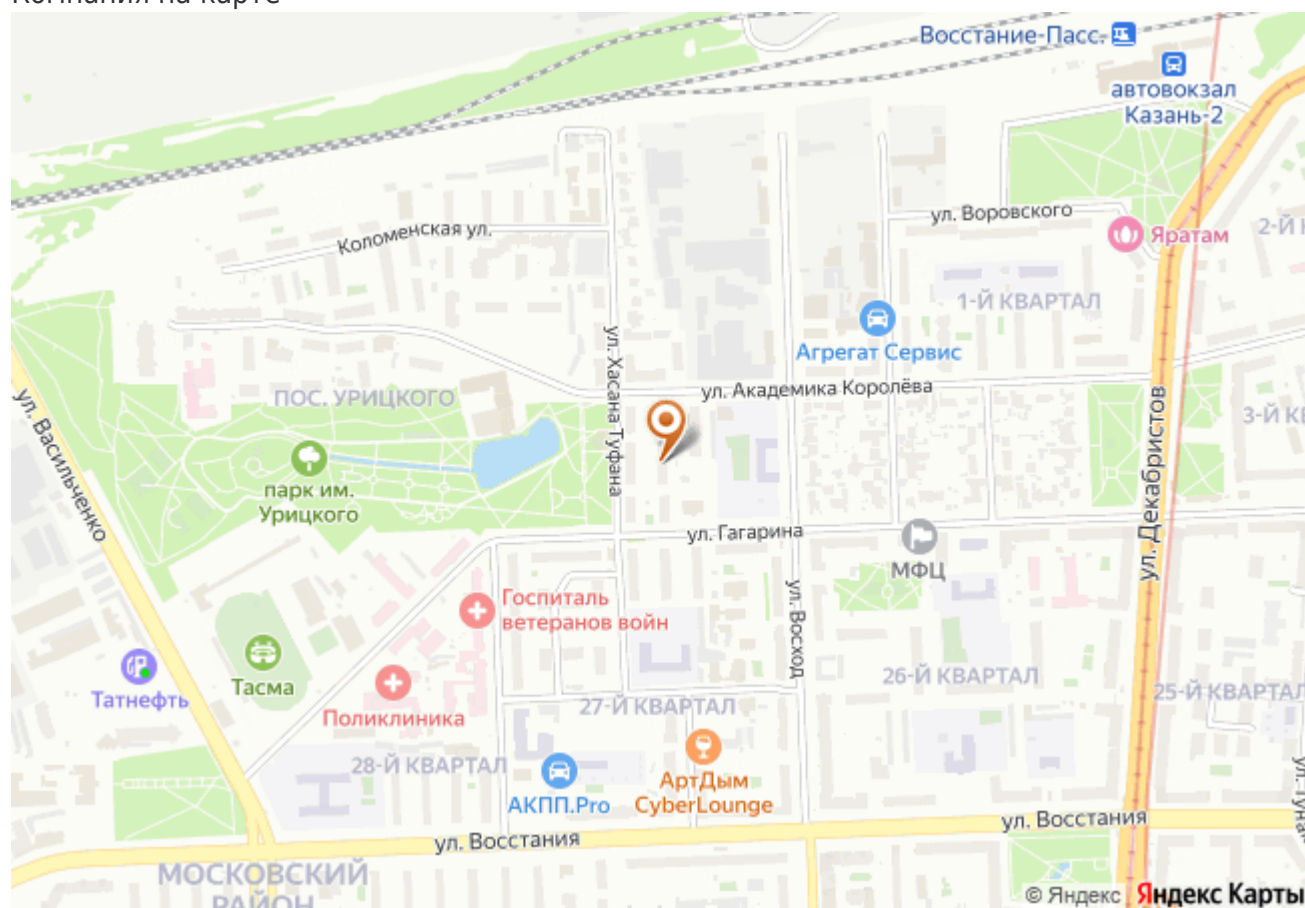 Компания на карте
Восстание-Пасс.
автовокзал
Казань-2
ул. Воровского
Яратам
2-Й
Коломенская ул.
1-Й КВАРТАЛ
Агрегат Сервис
ул. Хасана Туфана
ул. Академика Королёва
ПОС. УРИЦКОГО
ул. Васильченко
ул. Декабристов
3-Й
парк им.
Урицкого
ул. Гагарина
МФЦ
Госпиталь
ветеранов войн
ул. Восход
Тасма
Татнефть
Поликлиника
26-Й КВАРТАЛ
25-Й КВАРТАЛ
27-Й КВАРТАЛ
28-Й КВАРТАЛ
АКПП.Pro
АртДым
CyberLounge
ул. Восстания
ул. Восстания
МОСКОВСКИЙ
РАЙОН
© Яндекс Яндекс Карты